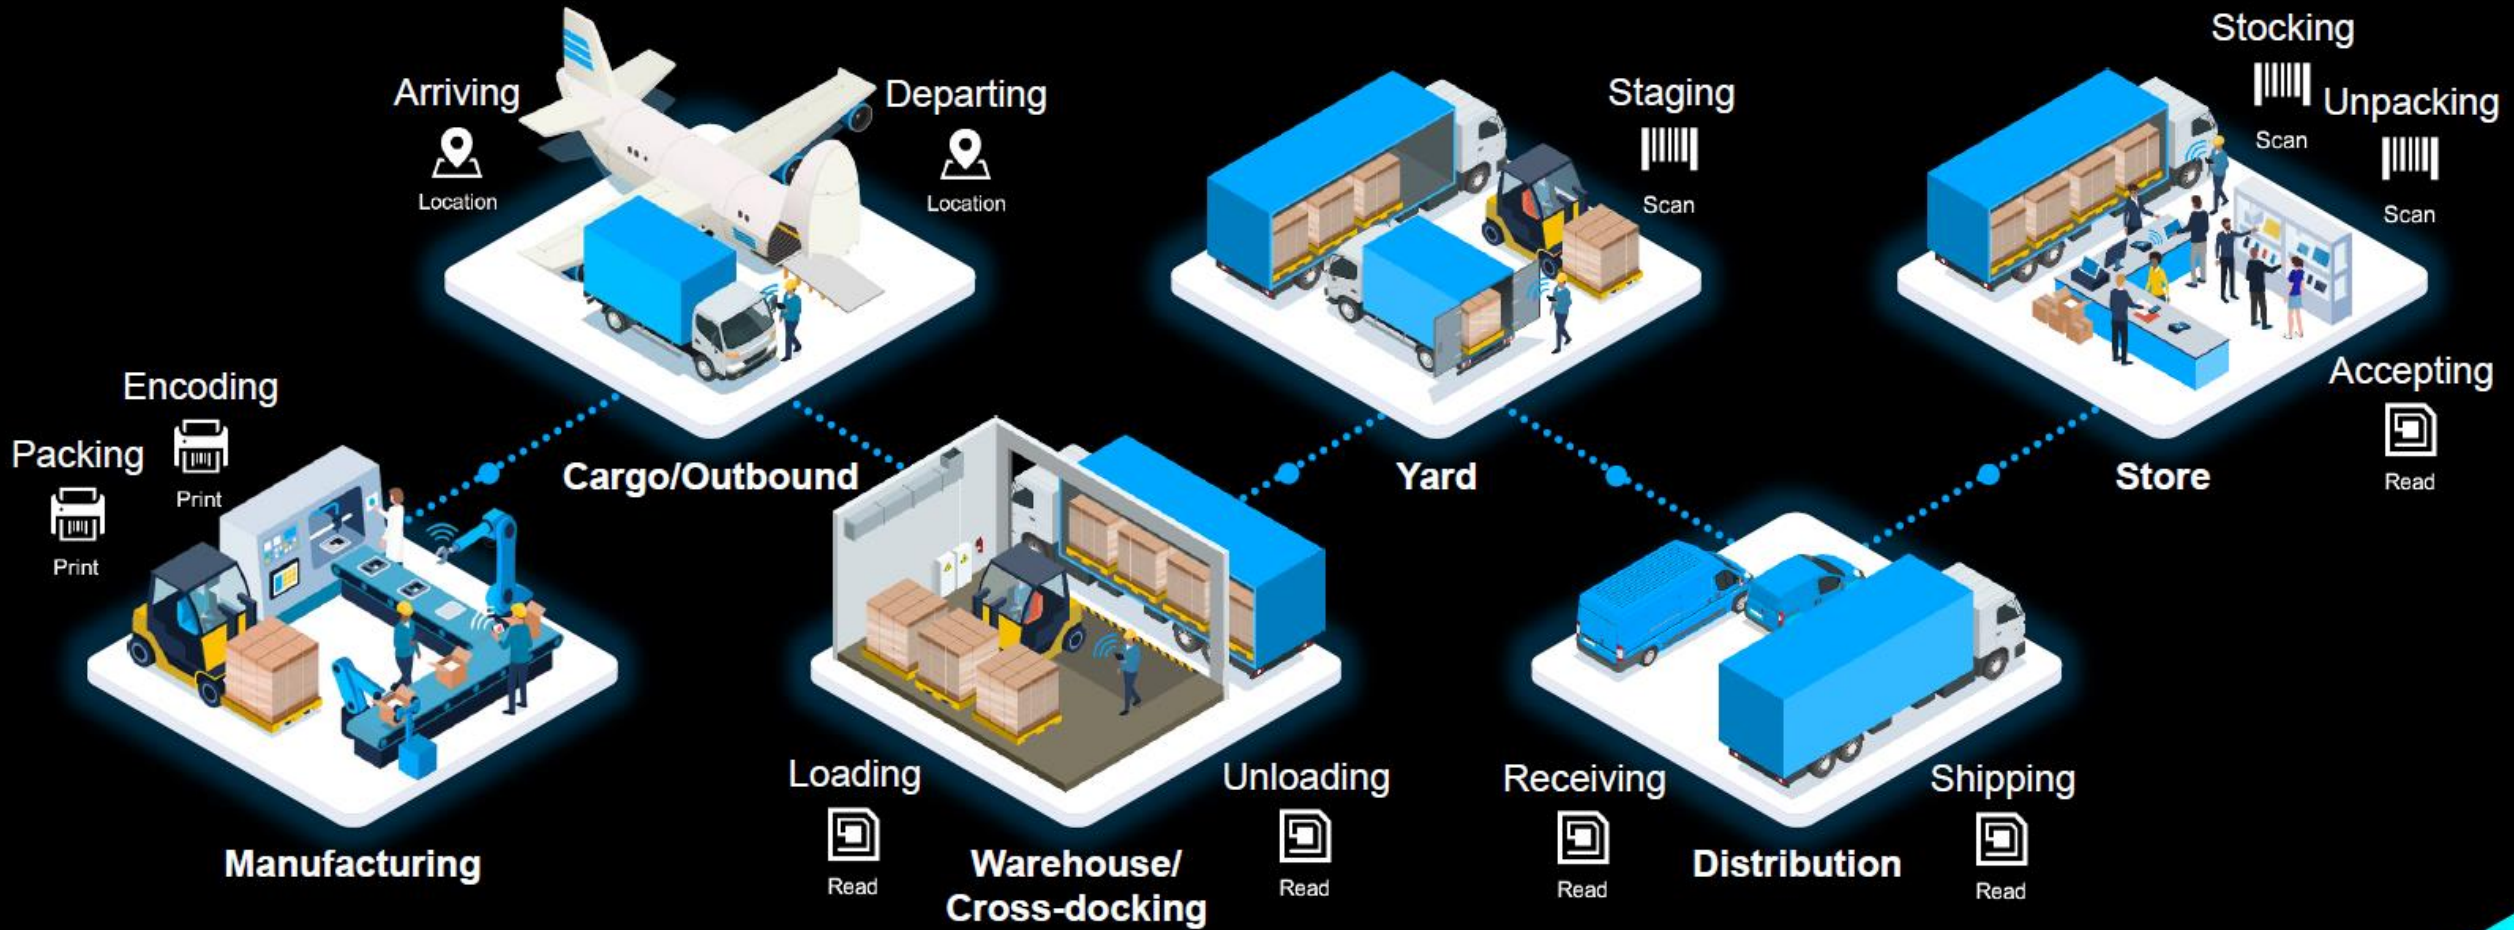 Packing
Print
Encoding
Print
Manufacturing
Arriving
Location
Departing
Location
Cargo/Outbound
Loading
Read
Unloading
Read
Warehouse/
Cross-docking
Staging
Scan
Yard
Receiving
Read
Shipping
Read
Distribution
Stocking
Scan
Unpacking
Scan
Accepting
Read
Store